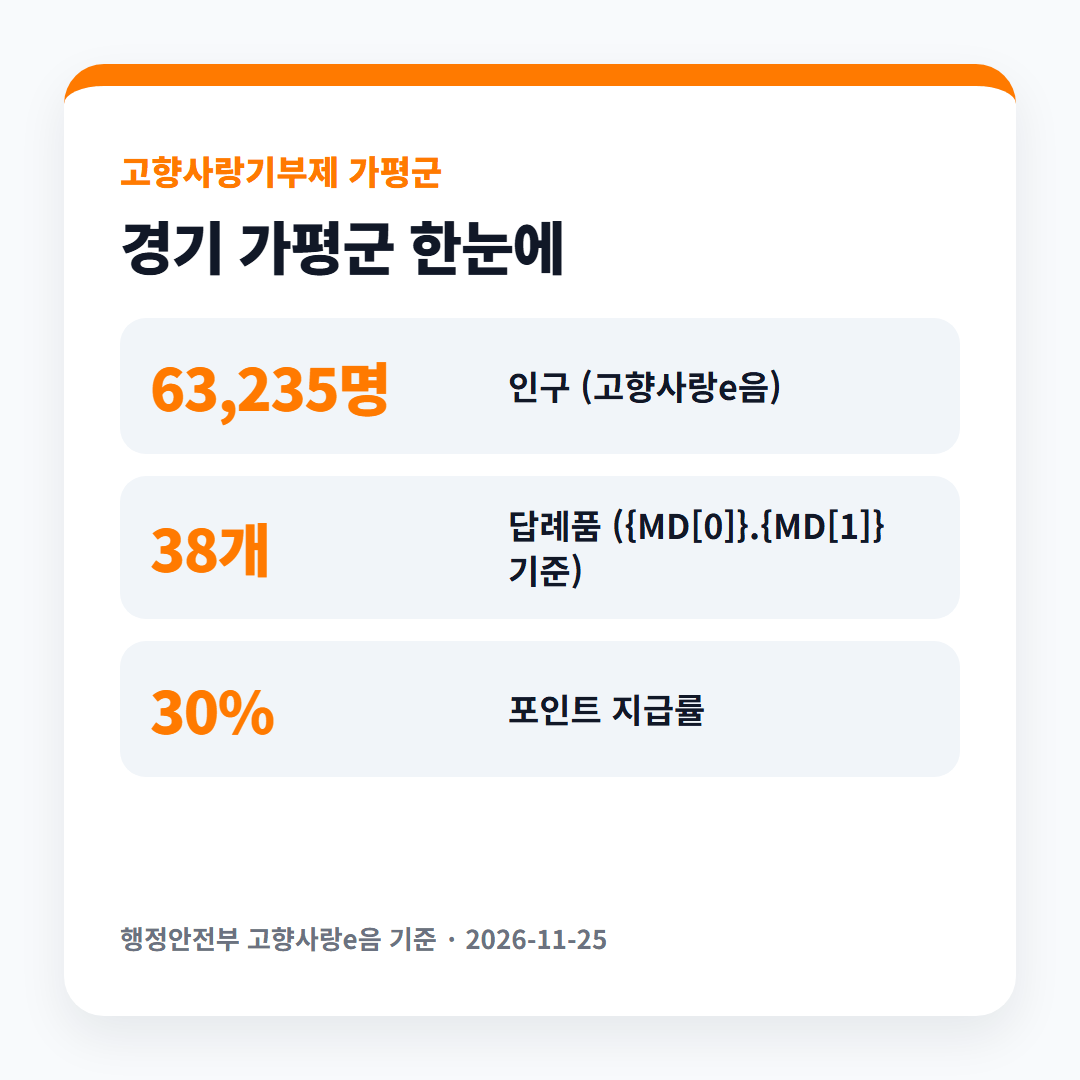 고향사랑기부제 가평군
경기 가평군 한눈에
63,235명
인구 (고향사랑e음)
38개
답례품 ({MD[0]}.{MD[1]}
기준)
30%
포인트 지급률
행정안전부 고향사랑e음 기준 · 2026-11-25